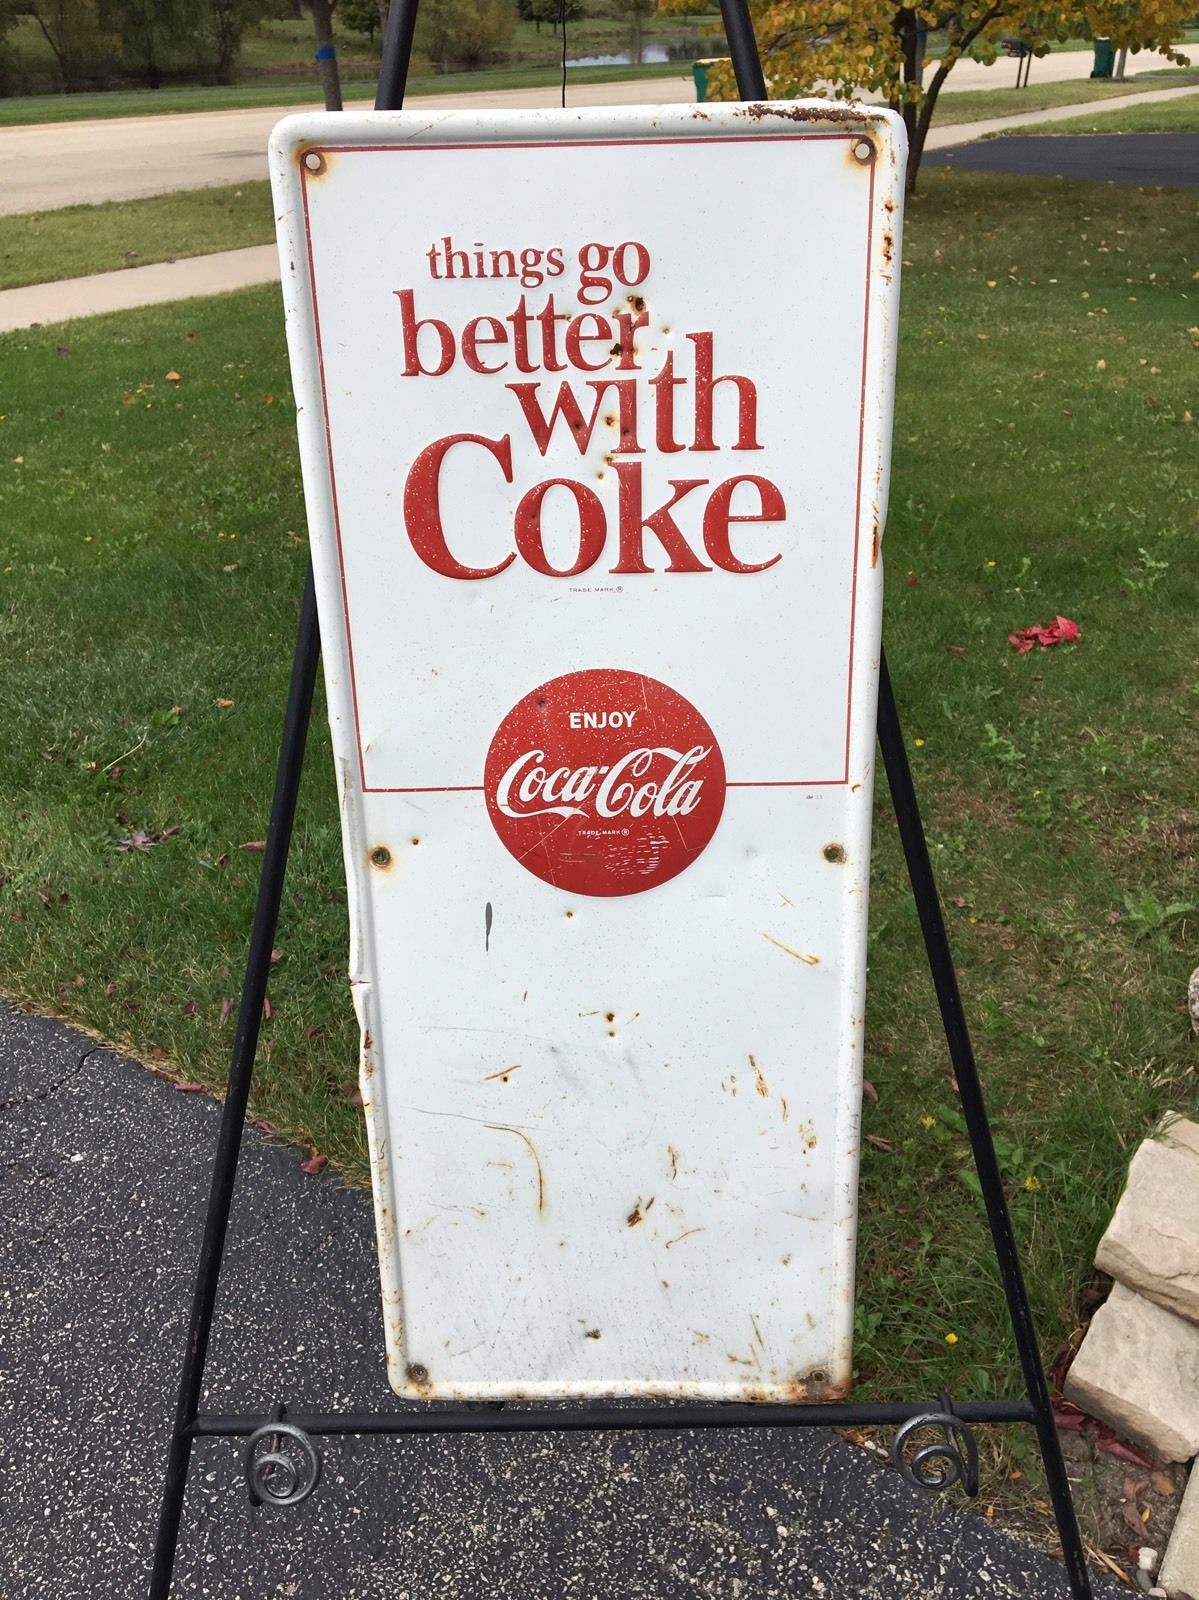 things go
better
with
Coke
TRADE MARK ®
ENJOY
Coca-Cola
TRADE MARK ®